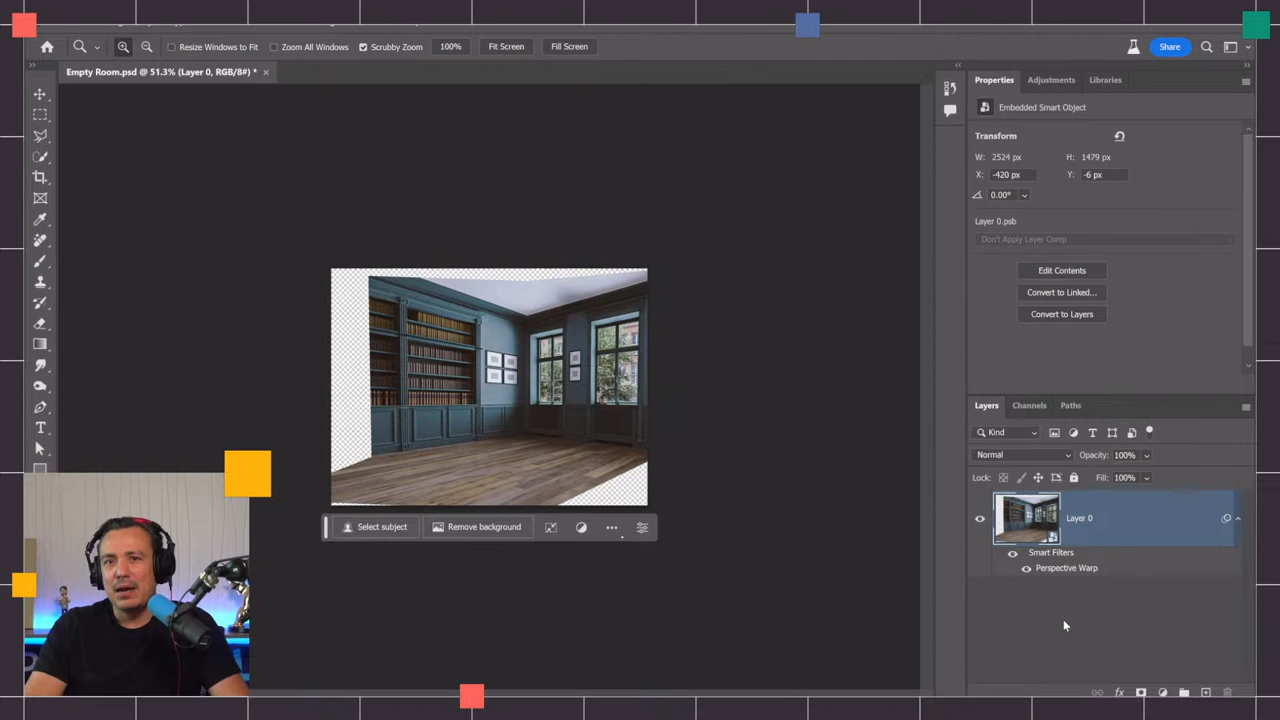 Resize Windows to Fit Zoom All Windows Scrubby Zoom 100% Fit Screen Fill Screen Share
Empty Room.psd @ 51.3% (Layer 0, RGB/8#) * ×
Properties Adjustments Libraries
Embedded Smart Object
Transform
W: 2524 px H: 1479 px
X: -420 px Y: -6 px
0.00°
Layer 0.psb
Don't Apply Layer Comp
Edit Contents
Convert to Linked...
Convert to Layers
Layers Channels Paths
Kind
Normal Opacity: 100%
Lock: Fill: 100%
Layer 0
Select subject Remove background
Smart Filters
Perspective Warp
fx